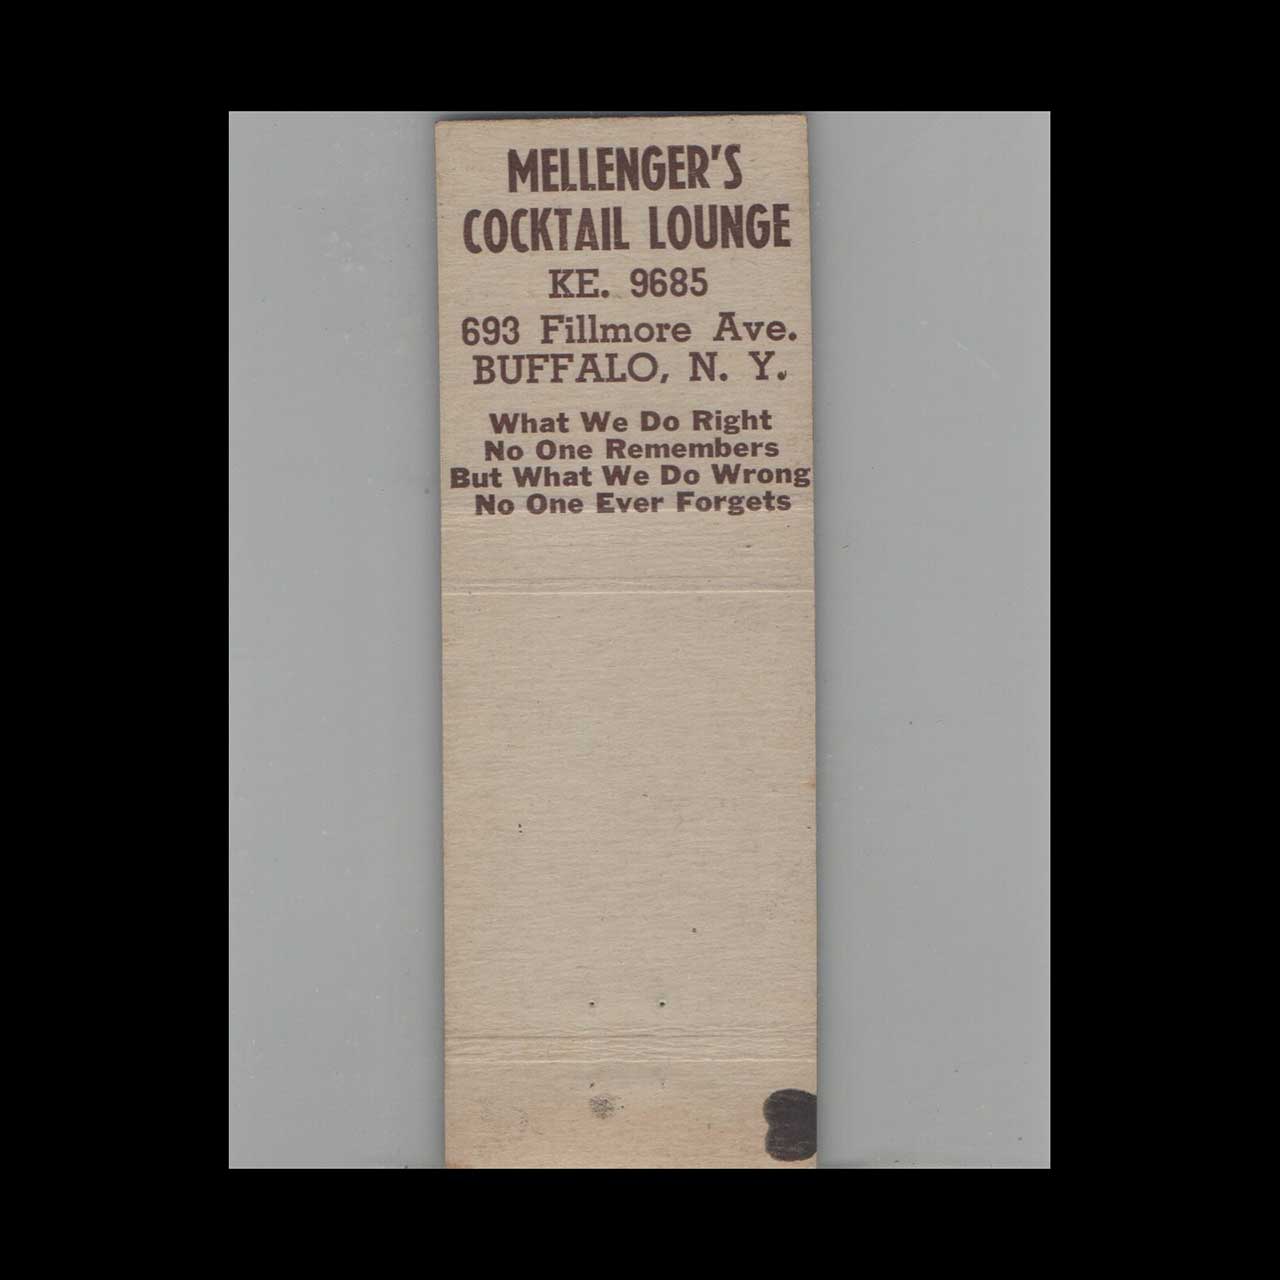 MELLENGER'S
COCKTAIL LOUNGE
KE. 9685
693 Fillmore Ave.
BUFFALO, N. Y.
What We Do Right
No One Remembers
But What We Do Wrong
No One Ever Forgets